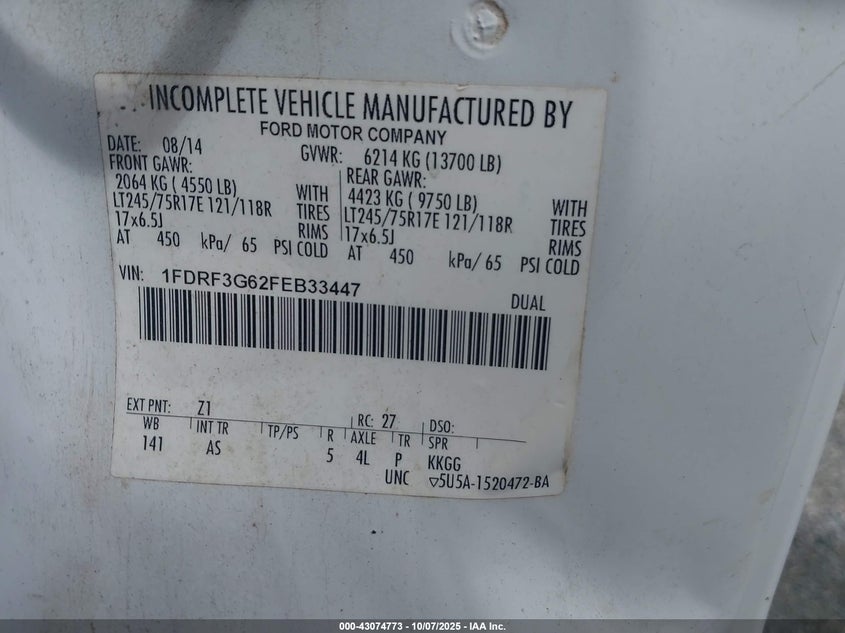 INCOMPLETE VEHICLE MANUFACTURED BY
FORD MOTOR COMPANY
DATE: 08/14 GVWR: 6214 KG (13700 LB)
FRONT GAWR: REAR GAWR:
2064 KG ( 4550 LB) WITH 4423 KG ( 9750 LB) WITH
LT245/75R17E 121/118R TIRES LT245/75R17E 121/118R TIRES
17x6.5J RIMS 17x6.5J RIMS
AT 450 kPa/ 65 PSI COLD AT 450 kPa/ 65 PSI COLD
VIN: 1FDRF3G62FEB33447 DUAL
EXT PNT: Z1 RC: 27 DSO:
WB INT TR TP/PS R AXLE TR SPR
141 AS 5 4L P KKGG
UNC ▽5U5A-1520472-BA
000-43074773 - 10/07/2025 - IAA Inc.